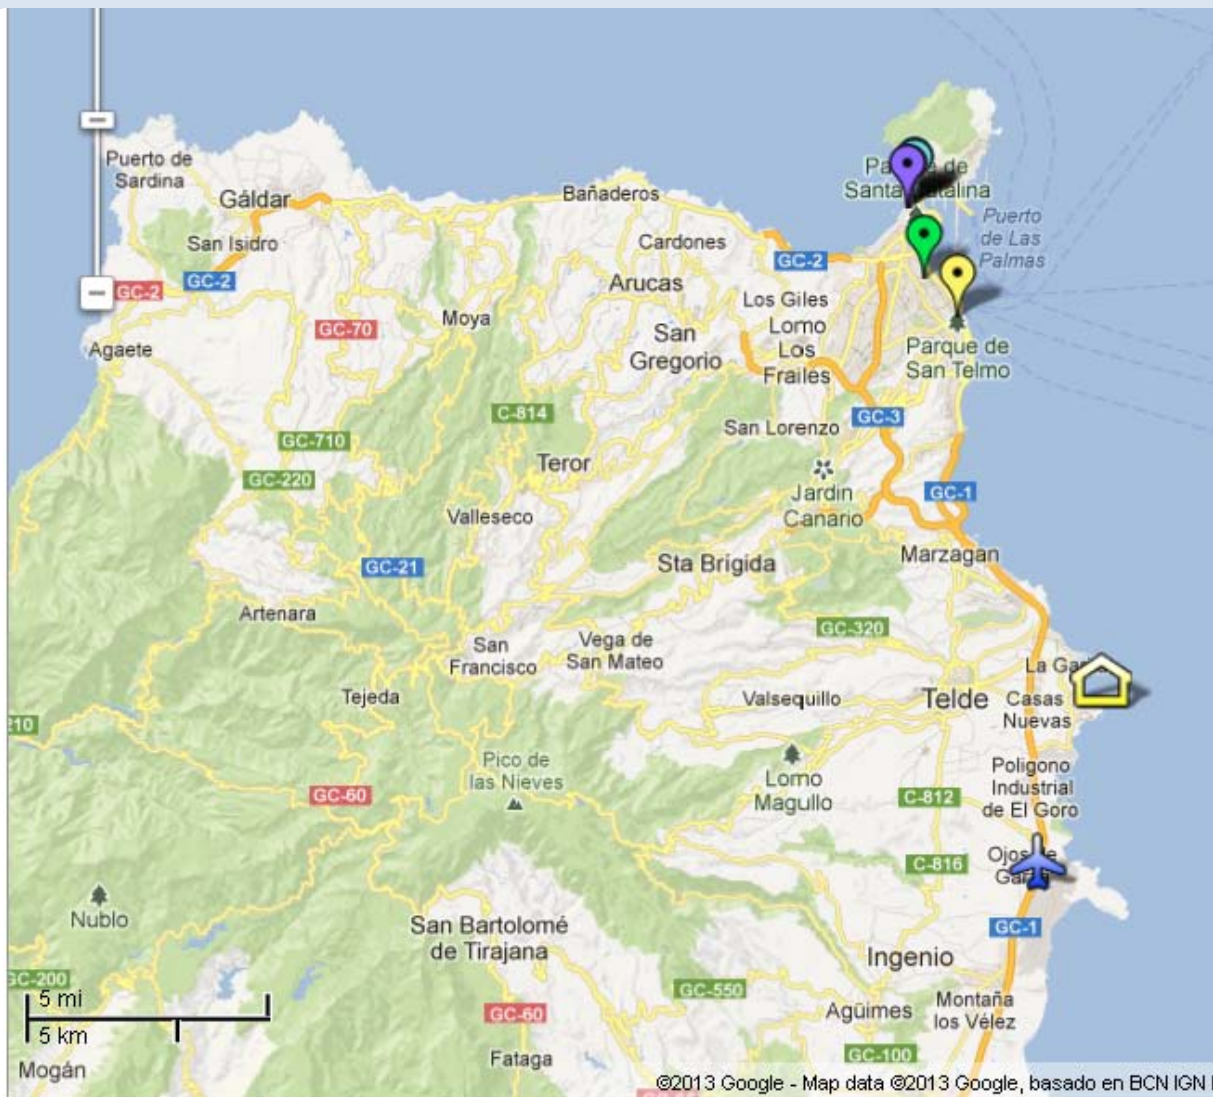 Puerto de
Sardina
Gáldar
San Isidro
GC-2
GC-2
Agaete
GC-70
Moya
Bañaderos
Cardones
Arucas
San
Gregorio
GC-2
Los Giles
Lomo
Los
Frailes
Santa
Puerto
de Las
Palmas
Parque de
San Telmo
C-814
GC-3
San Lorenzo
GC-710
GC-220
Teror
Valleseco
Jardin
Canario
GC-1
GC-21
Sta Brigida
Marzagan
Artenara
San
Francisco
Vega de
San Mateo
GC-320
Tejeda
Valsequillo
Telde
La
Casas
Nuevas
Pico de
las Nieves
Lomo
Magullo
Poligono
Industrial
de El Goro
GC-60
C-812
C-816
Nublo
San Bartolomé
de Tirajana
GC-1
Ingenio
GC-200
5 mi
5 km
GC-60
GC-550
Agüimes
Montaña
los Vélez
Mogán
Fataga
GC-100
©2013 Google - Map data ©2013 Google, basado en BCN IGN